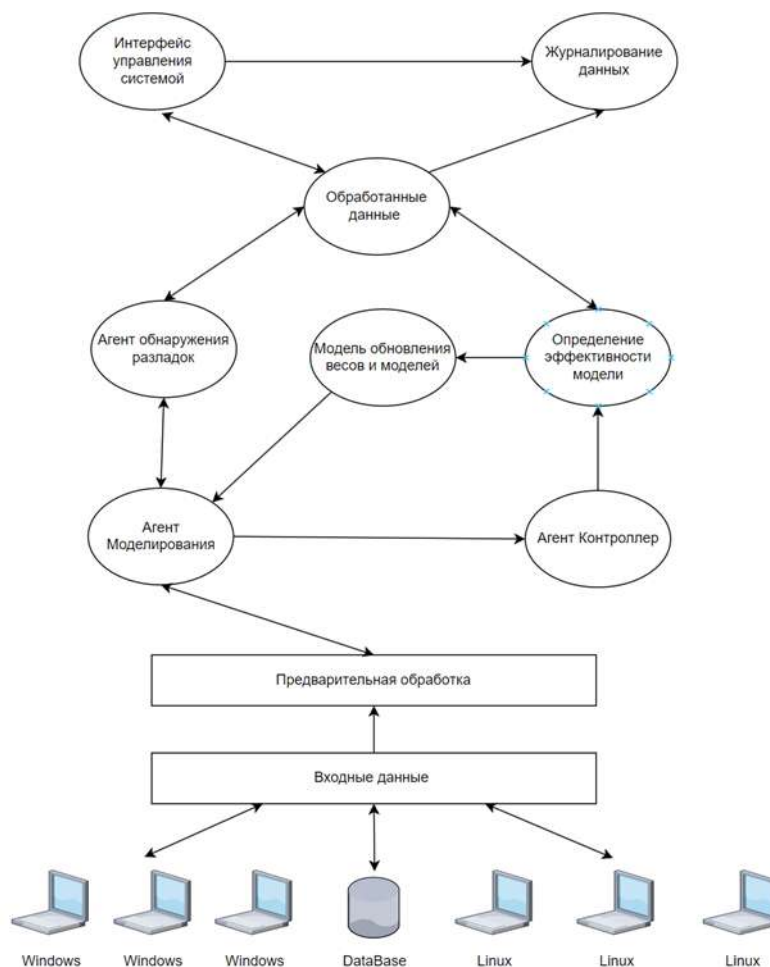 Интерфейс
управления
системой
Журналирование
данных
Обработанные
данные
Агент обнаружения
разладок
Модель обновления
весов и моделей
Определение
эффективности
модели
Агент
Моделирования
Агент Контроллер
Предварительная обработка
Входные данные
Windows
Windows
Windows
DataBase
Linux
Linux
Linux